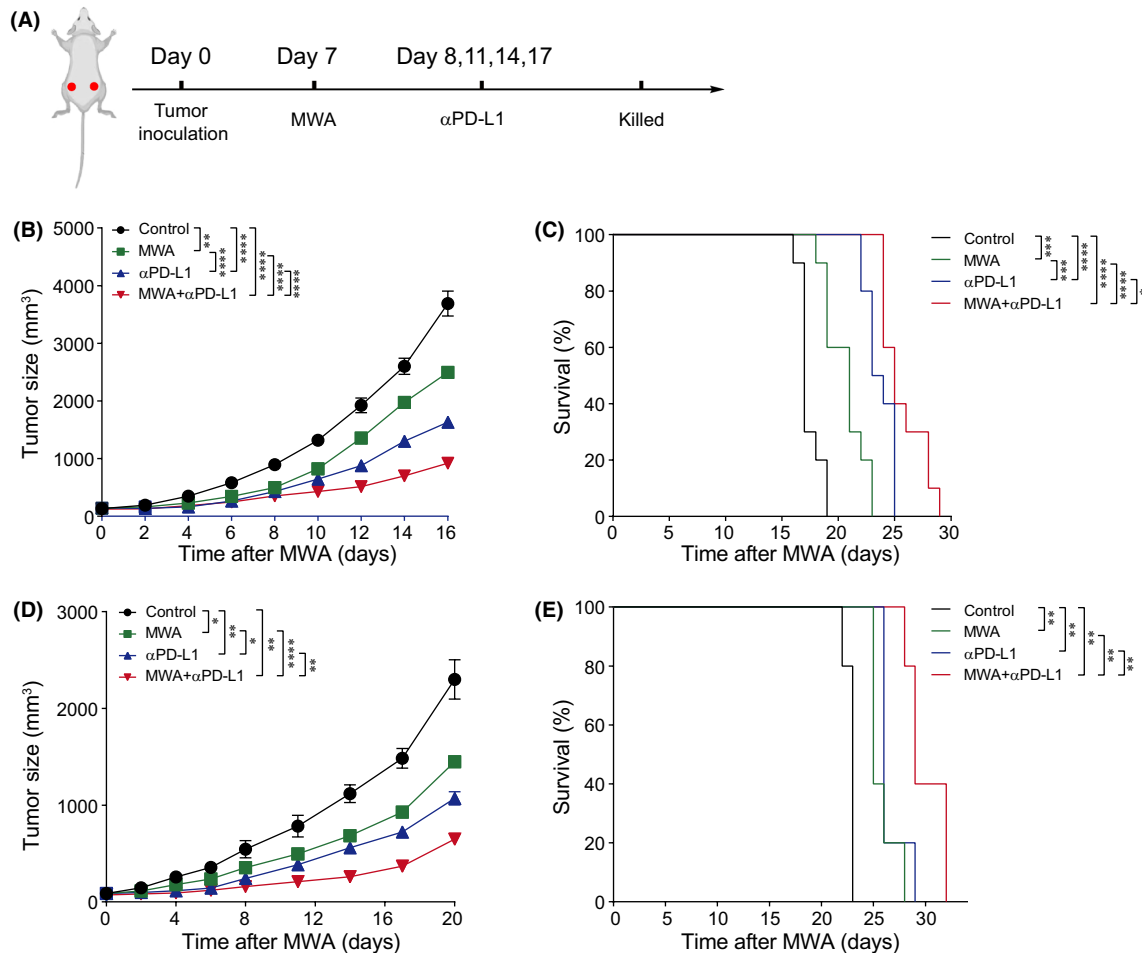 (A)
Day 0
Day 7
Day 8,11,14,17
Tumor
inoculation
MWA
αPD-L1
Killed
(B)
Control
MWA
αPD-L1
MWA+αPD-L1
**
****
****
****
****
****
Tumor size (mm³)
5000
4000
3000
2000
1000
0
0 2 4 6 8 10 12 14 16
Time after MWA (days)
(C)
Control
MWA
αPD-L1
MWA+αPD-L1
***
***
****
****
****
*
Survival (%)
100
80
60
40
20
0
0 5 10 15 20 25 30
Time after MWA (days)
(D)
Control
MWA
αPD-L1
MWA+αPD-L1
*
**
*
**
****
**
Tumor size (mm³)
3000
2000
1000
0
0 4 8 12 16 20
Time after MWA (days)
(E)
Control
MWA
αPD-L1
MWA+αPD-L1
**
**
**
**
**
Survival (%)
100
80
60
40
20
0
0 5 10 15 20 25 30
Time after MWA (days)